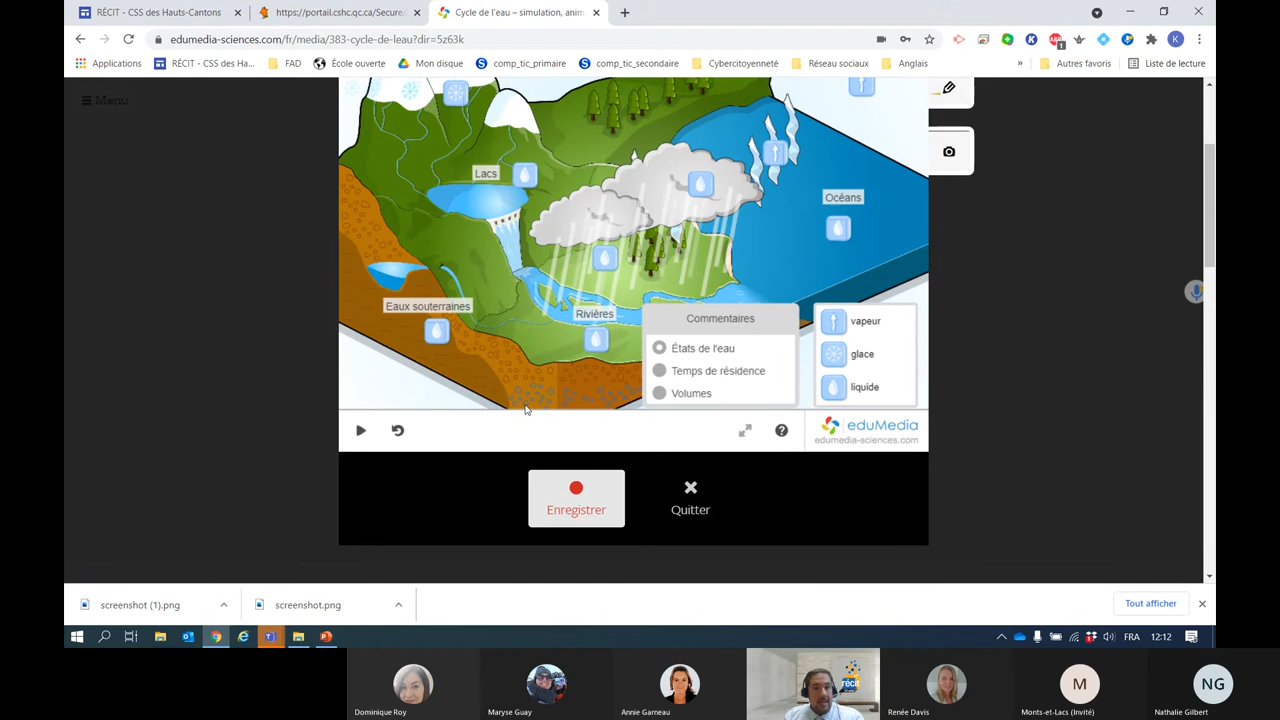 RÉCIT - CSS des Hauts-Cantons
https://portail.cshc.qc.ca/Secure/
Cycle de l'eau – simulation, anim
edumedia-sciences.com/fr/media/383-cycle-de-leau?dir=5z63k
K
Applications
RÉCIT - CSS des Ha...
FAD
École ouverte
Mon disque
comp_tic_primaire
comp_tic_secondaire
Cybercitoyenneté
Réseau sociaux
Anglais
»
Autres favoris
Liste de lecture
Menu
Lacs
Océans
Eaux souterraines
Rivières
Commentaires
États de l'eau
Temps de résidence
Volumes
vapeur
glace
liquide
eduMedia
edumedia-sciences.com
Enregistrer
Quitter
screenshot (1).png
screenshot.png
Tout afficher
FRA
12:12
récit
M
NG
Dominique Roy
Maryse Guay
Annie Garneau
Renée Davis
Monts-et-Lacs (Invité)
Nathalie Gilbert